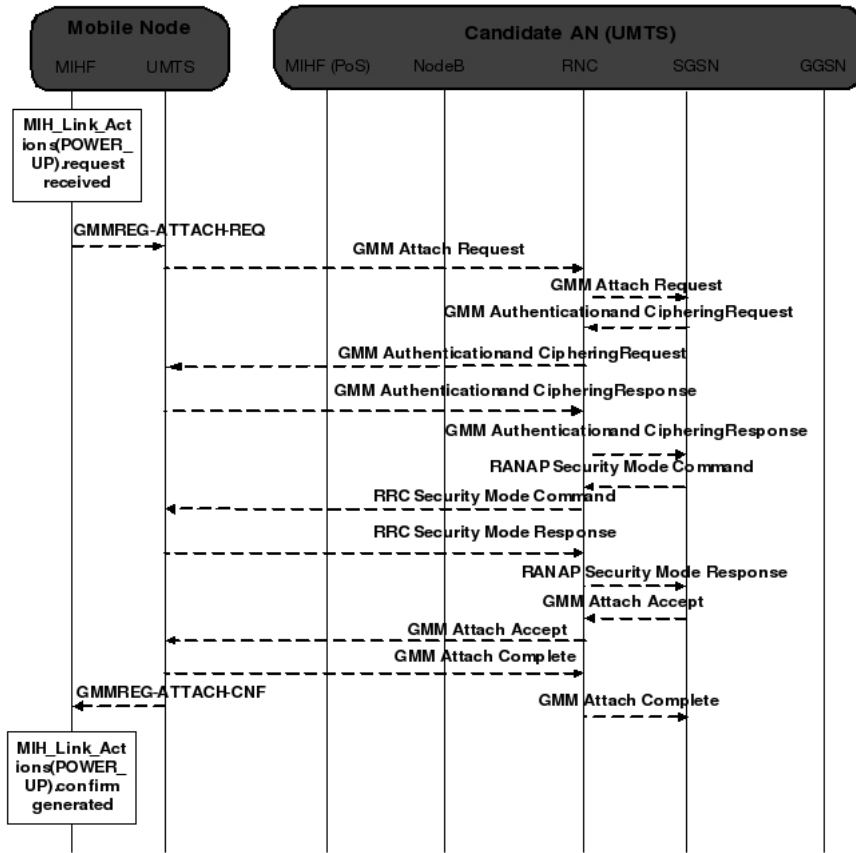 Mobile Node
Candidate AN (UMTS)
MIHF UMTS MIHF (PoS) NodeB RNC SGSN GGSN
MIH_Link_Act
ions(POWER_
UP).request
received
GMMREG-ATTACH-REQ
GMM Attach Request
GMM Attach Request
GMM Authenticationand CipheringRequest
GMM Authenticationand CipheringRequest
GMM Authenticationand CipheringResponse
GMM Authenticationand CipheringResponse
RANAP Security Mode Command
RRC Security Mode Command
RRC Security Mode Response
RANAP Security Mode Response
GMM Attach Accept
GMM Attach Accept
GMM Attach Complete
GMMREG-ATTACH-CNF
GMM Attach Complete
MIH_Link_Act
ions(POWER_
UP).confirm
generated